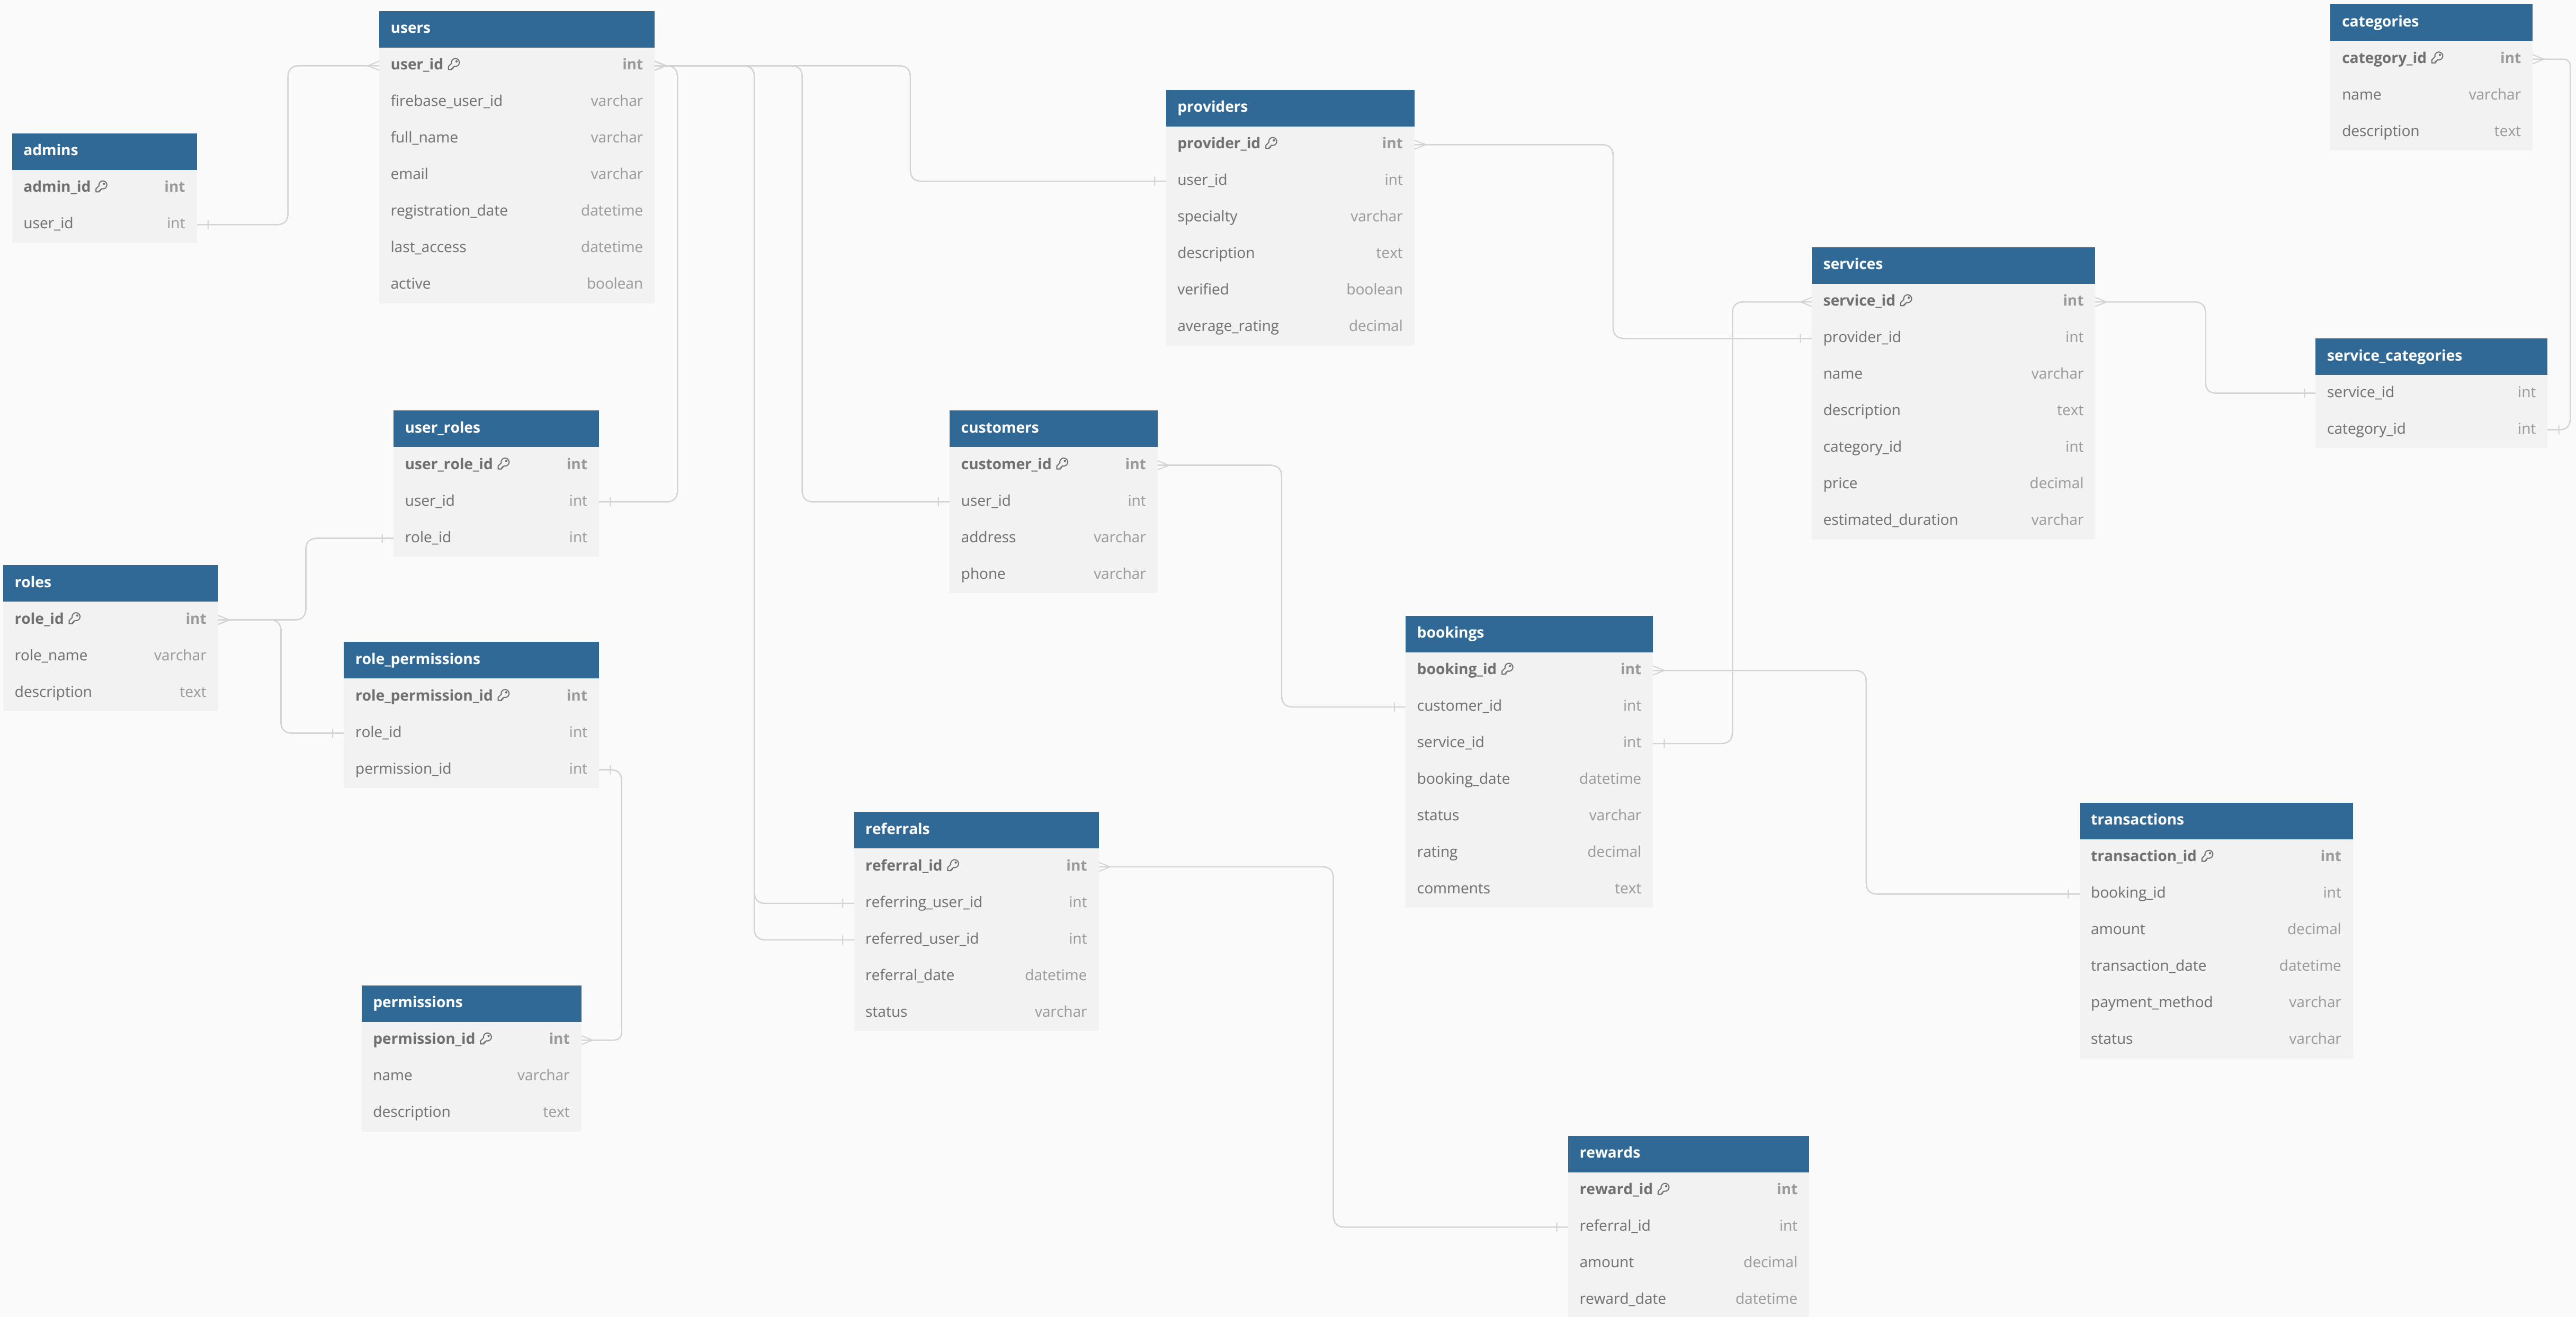 users
user_id int
firebase_user_id varchar
full_name varchar
email varchar
registration_date datetime
last_access datetime
active boolean
admins
admin_id int
user_id int
providers
provider_id int
user_id int
specialty varchar
description text
verified boolean
average_rating decimal
categories
category_id int
name varchar
description text
services
service_id int
provider_id int
name varchar
description text
category_id int
price decimal
estimated_duration varchar
service_categories
service_id int
category_id int
user_roles
user_role_id int
user_id int
role_id int
customers
customer_id int
user_id int
address varchar
phone varchar
roles
role_id int
role_name varchar
description text
role_permissions
role_permission_id int
role_id int
permission_id int
bookings
booking_id int
customer_id int
service_id int
booking_date datetime
status varchar
rating decimal
comments text
referrals
referral_id int
referring_user_id int
referred_user_id int
referral_date datetime
status varchar
transactions
transaction_id int
booking_id int
amount decimal
transaction_date datetime
payment_method varchar
status varchar
permissions
permission_id int
name varchar
description text
rewards
reward_id int
referral_id int
amount decimal
reward_date datetime